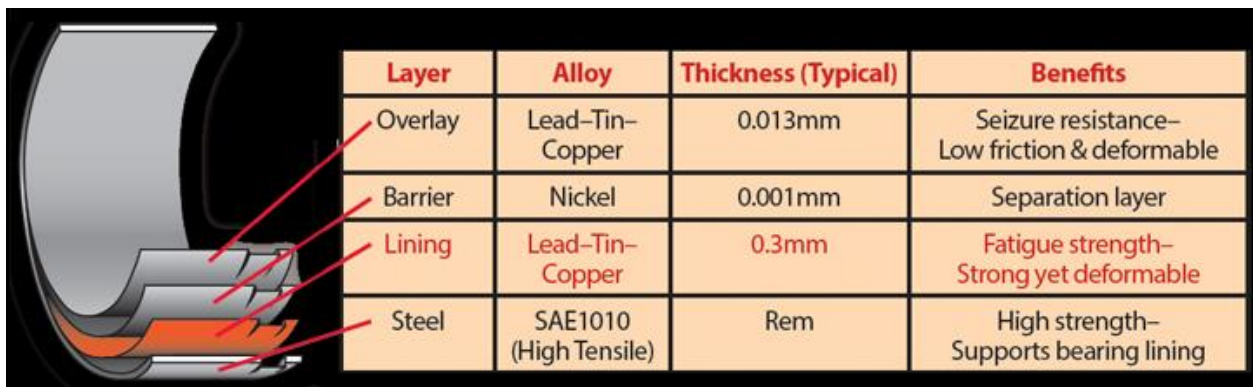 Layer Alloy Thickness (Typical) Benefits
Overlay Lead–Tin– 0.013mm Seizure resistance–
Copper Low friction & deformable
Barrier Nickel 0.001mm Separation layer
Lining Lead–Tin– 0.3mm Fatigue strength–
Copper Strong yet deformable
Steel SAE1010 Rem High strength–
(High Tensile) Supports bearing lining